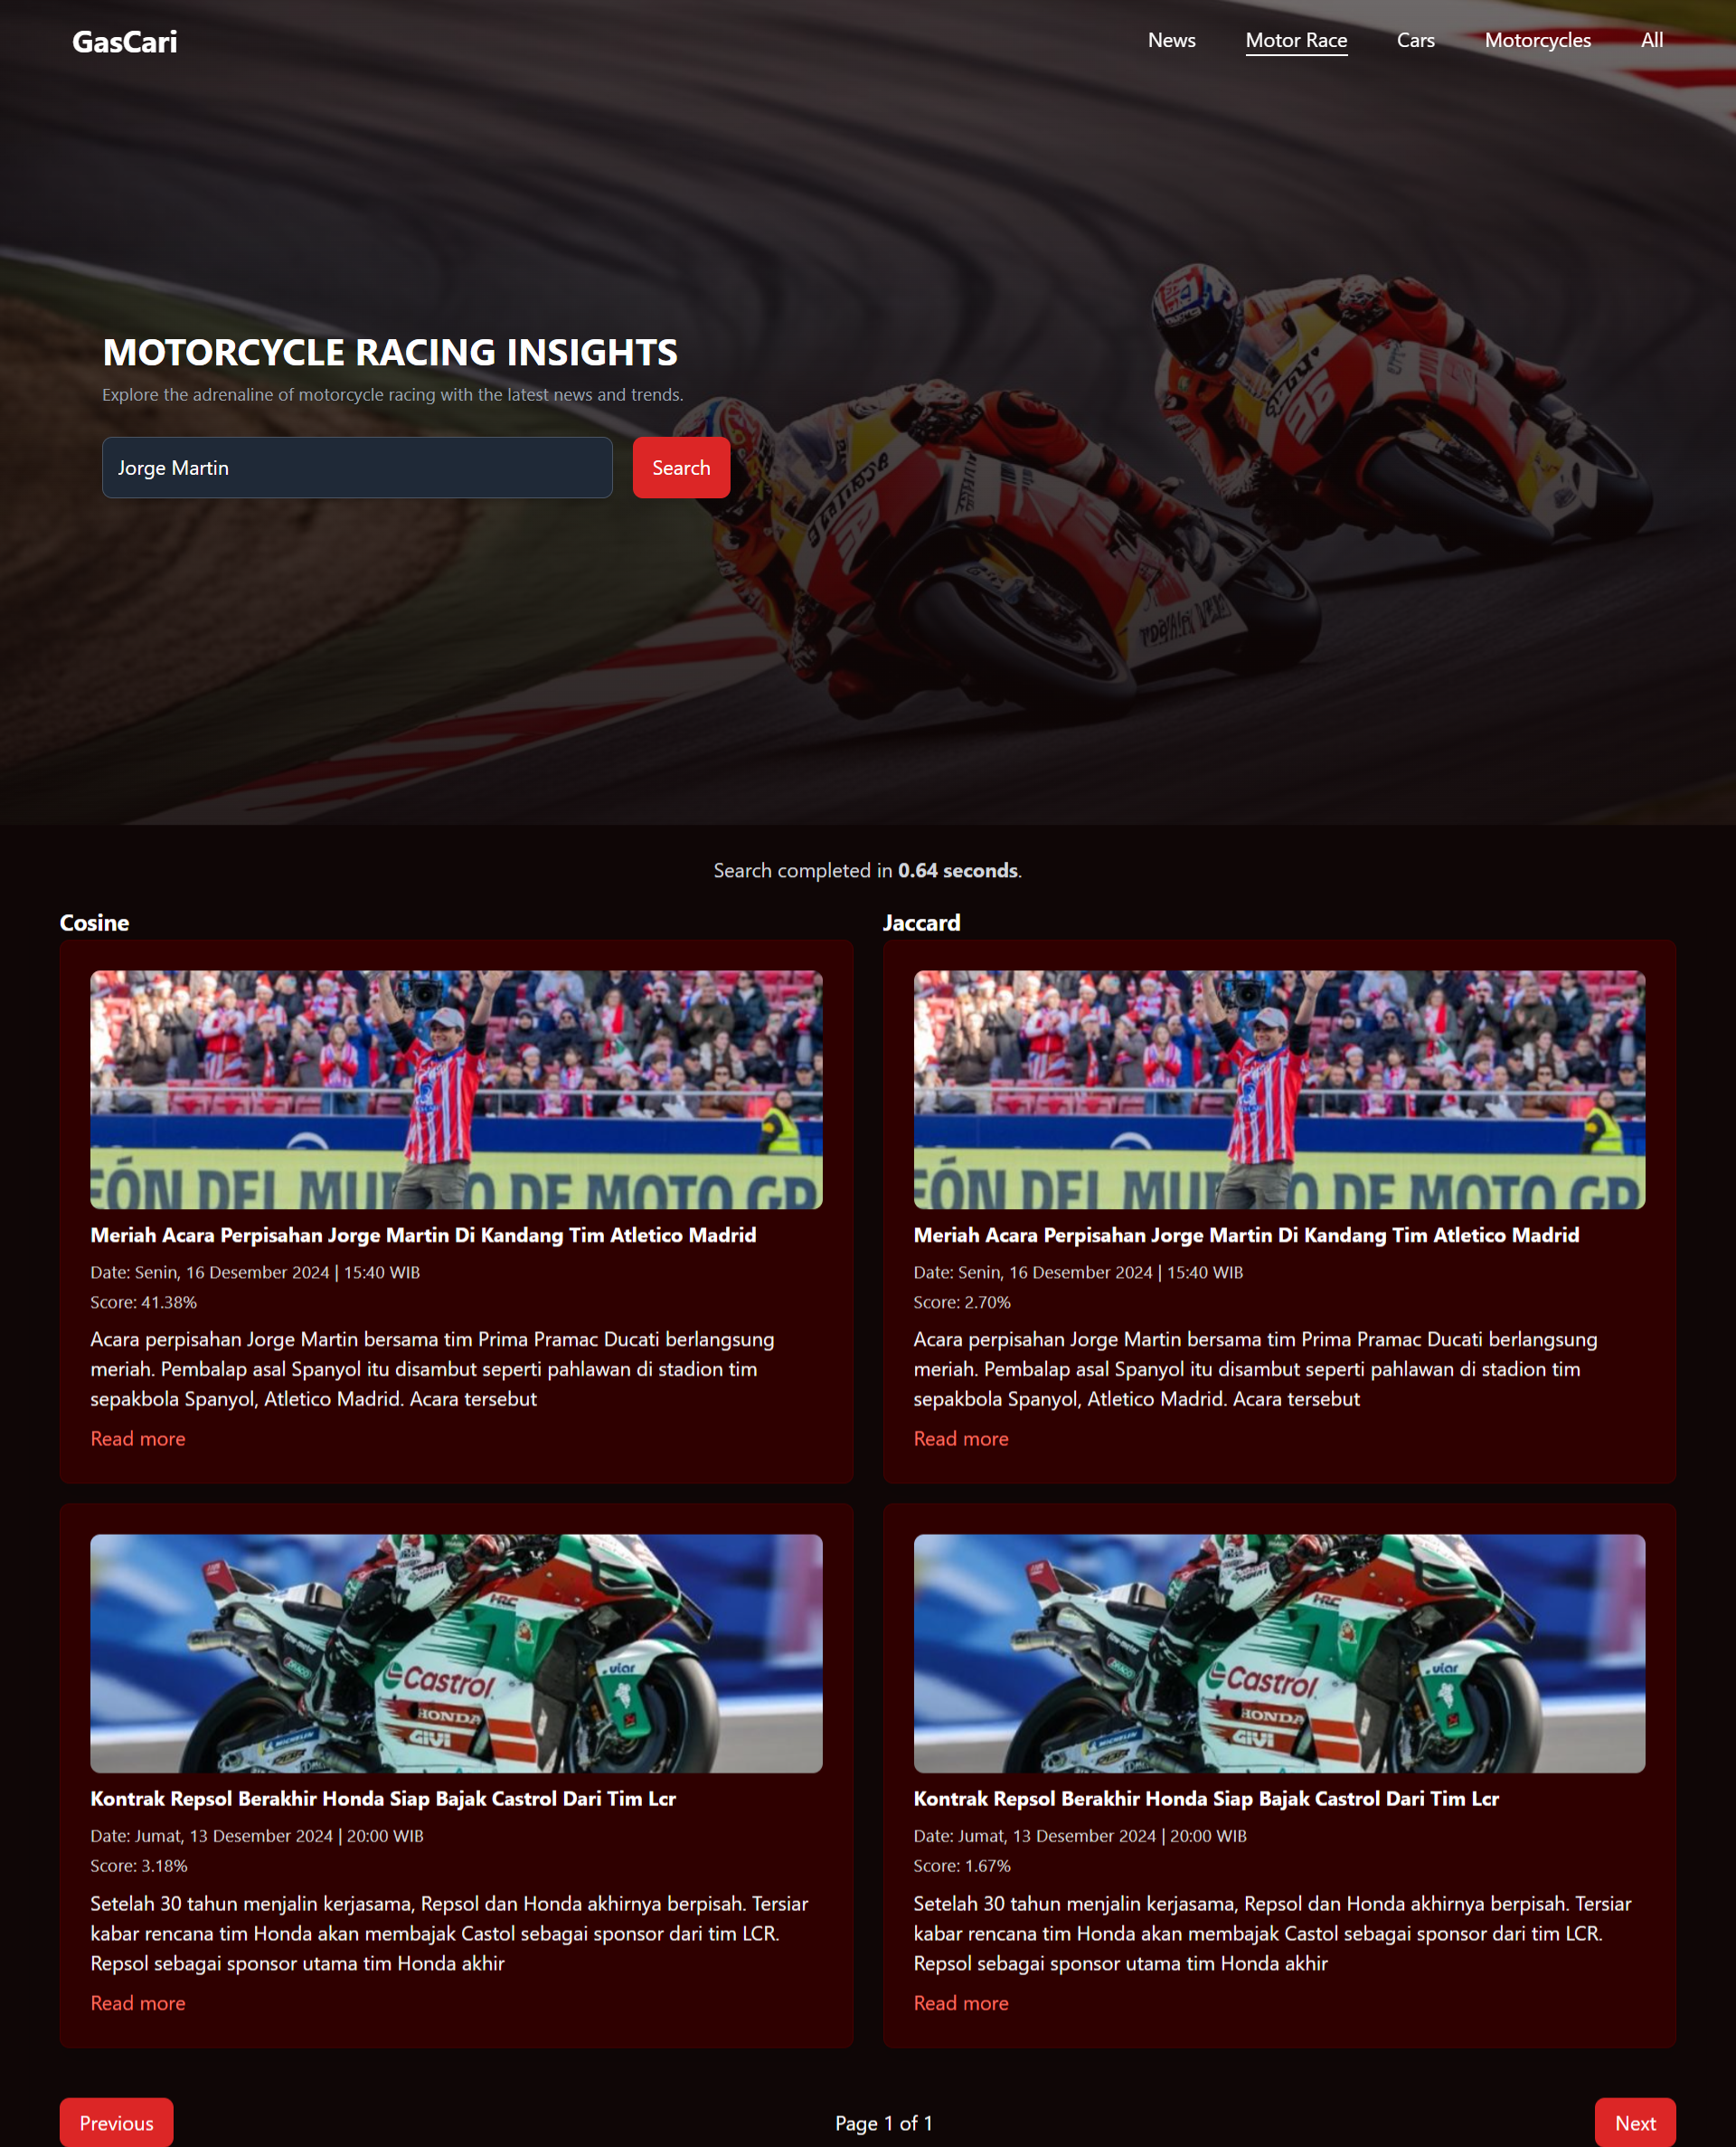 GasCari
News
Motor Race
Cars
Motorcycles
All
MOTORCYCLE RACING INSIGHTS
Explore the adrenaline of motorcycle racing with the latest news and trends.
Jorge Martin
Search
Search completed in 0.64 seconds.
Cosine
EÓN DEL MU O DE MOTO GP
Meriah Acara Perpisahan Jorge Martin Di Kandang Tim Atletico Madrid
Date: Senin, 16 Desember 2024 | 15:40 WIB
Score: 41.38%
Acara perpisahan Jorge Martin bersama tim Prima Pramac Ducati berlangsung
meriah. Pembalap asal Spanyol itu disambut seperti pahlawan di stadion tim
sepakbola Spanyol, Atletico Madrid. Acara tersebut
Read more
HRC
Castrol
HONDA
GIVI
Kontrak Repsol Berakhir Honda Siap Bajak Castrol Dari Tim Lcr
Date: Jumat, 13 Desember 2024 | 20:00 WIB
Score: 3.18%
Setelah 30 tahun menjalin kerjasama, Repsol dan Honda akhirnya berpisah. Tersiar
kabar rencana tim Honda akan membajak Castol sebagai sponsor dari tim LCR.
Repsol sebagai sponsor utama tim Honda akhir
Read more
Jaccard
EÓN DEL MU O DE MOTO GP
Meriah Acara Perpisahan Jorge Martin Di Kandang Tim Atletico Madrid
Date: Senin, 16 Desember 2024 | 15:40 WIB
Score: 2.70%
Acara perpisahan Jorge Martin bersama tim Prima Pramac Ducati berlangsung
meriah. Pembalap asal Spanyol itu disambut seperti pahlawan di stadion tim
sepakbola Spanyol, Atletico Madrid. Acara tersebut
Read more
HRC
Castrol
HONDA
GIVI
Kontrak Repsol Berakhir Honda Siap Bajak Castrol Dari Tim Lcr
Date: Jumat, 13 Desember 2024 | 20:00 WIB
Score: 1.67%
Setelah 30 tahun menjalin kerjasama, Repsol dan Honda akhirnya berpisah. Tersiar
kabar rencana tim Honda akan membajak Castol sebagai sponsor dari tim LCR.
Repsol sebagai sponsor utama tim Honda akhir
Read more
Previous
Page 1 of 1
Next